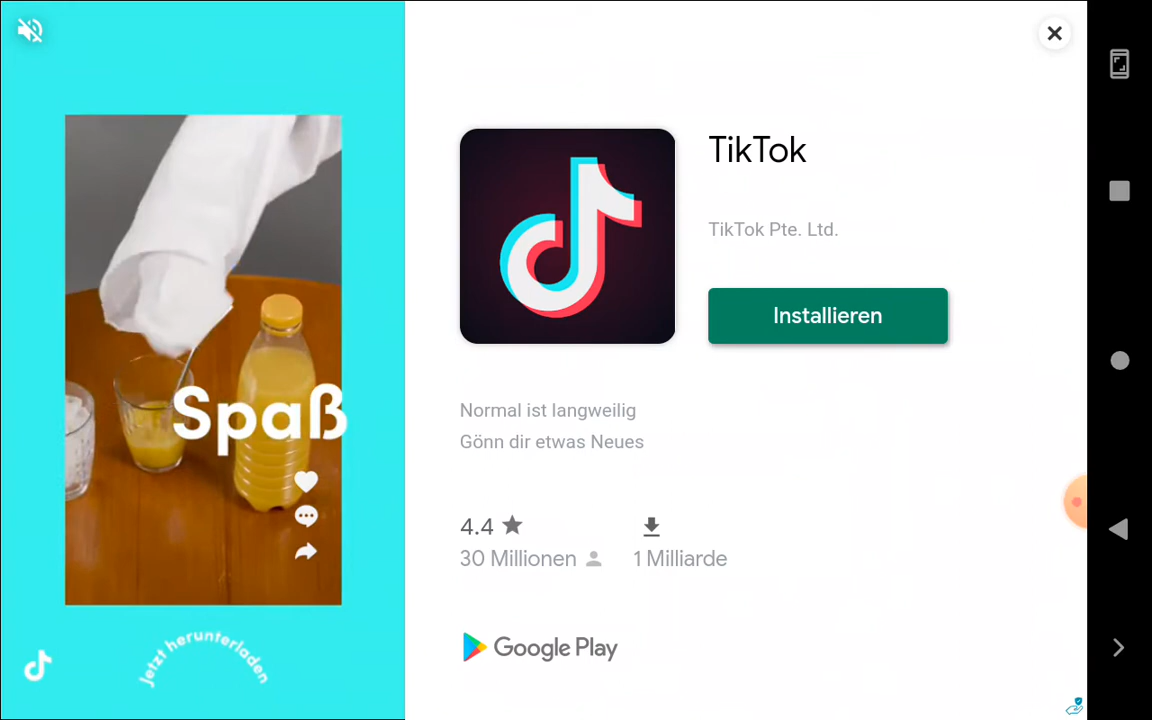 Spaß
Jetzt herunterladen
TikTok
TikTok Pte. Ltd.
Installieren
Normal ist langweilig
Gönn dir etwas Neues
4.4
30 Millionen
1 Milliarde
Google Play